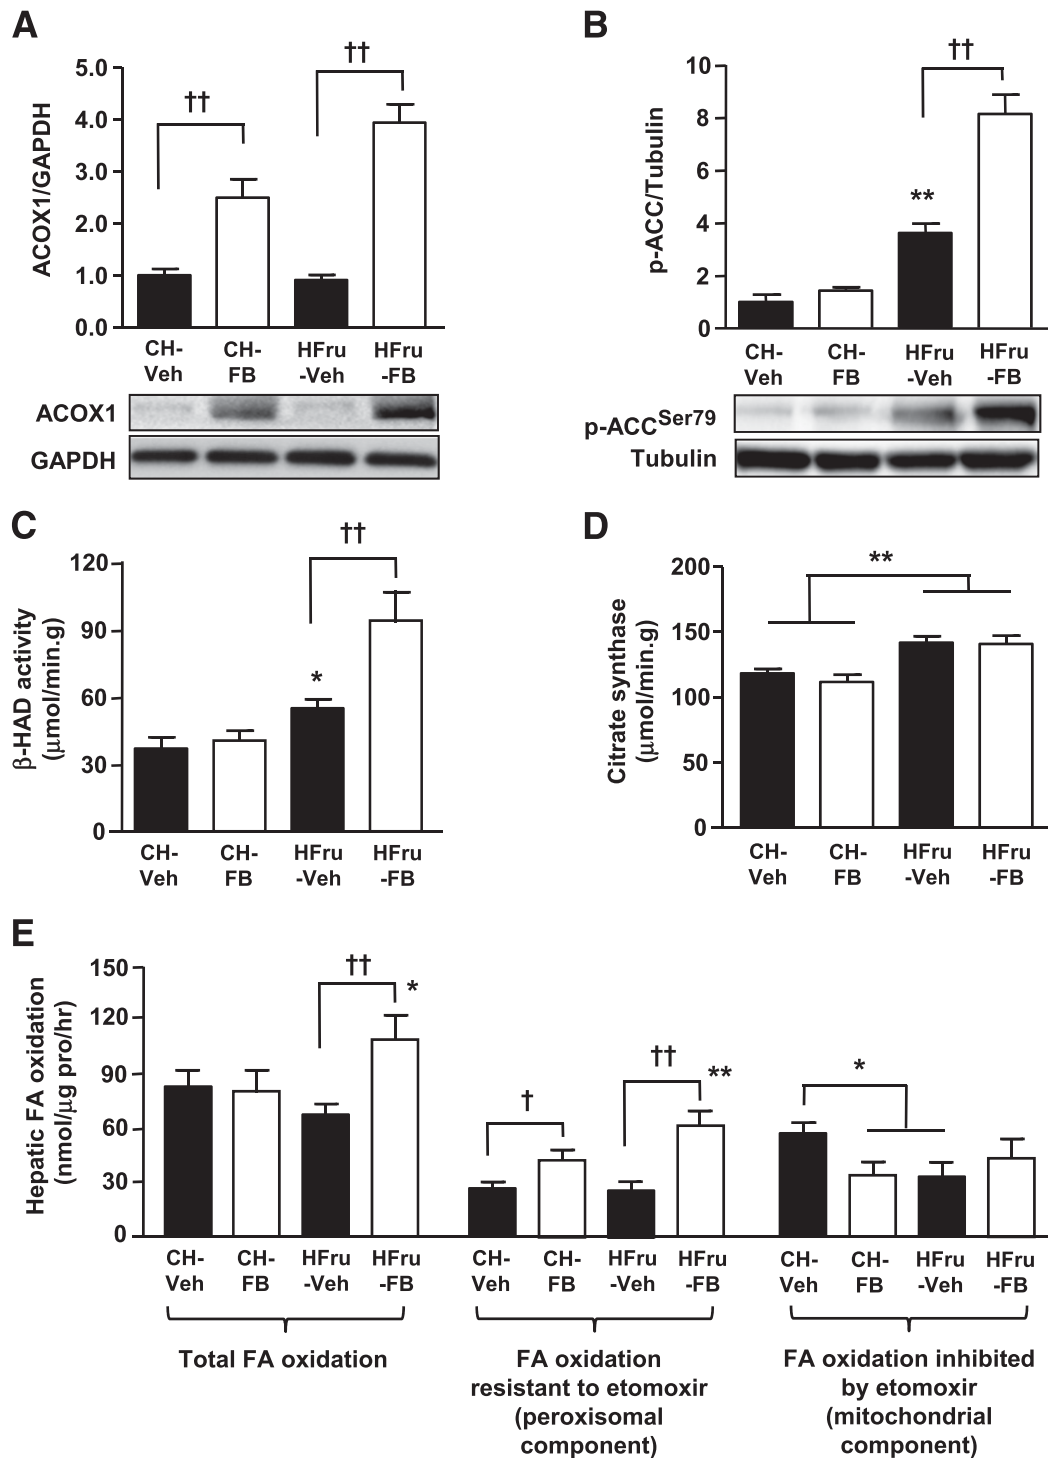 A
ACOX1/GAPDH
5.0
4.0
3.0
2.0
1.0
0.0
††
††
CH-
Veh
CH-
FB
HFru
-Veh
HFru
-FB
ACOX1
GAPDH
B
p-ACC/Tubulin
10
8
6
4
2
0
**
††
CH-
Veh
CH-
FB
HFru
-Veh
HFru
-FB
p-ACCSer79
Tubulin
C
β-HAD activity
(μmol/min.g)
120
90
60
30
0
*
††
CH-
Veh
CH-
FB
HFru
-Veh
HFru
-FB
D
Citrate synthase
(μmol/min.g)
200
150
100
50
0
**
CH-
Veh
CH-
FB
HFru
-Veh
HFru
-FB
E
Hepatic FA oxidation
(nmol/μg pro/hr)
150
120
90
60
30
0
††
*
†
††
**
*
CH-
Veh
CH-
FB
HFru
-Veh
HFru
-FB
CH-
Veh
CH-
FB
HFru
-Veh
HFru
-FB
CH-
Veh
CH-
FB
HFru
-Veh
HFru
-FB
Total FA oxidation
FA oxidation
resistant to etomoxir
(peroxisomal
component)
FA oxidation inhibited
by etomoxir
(mitochondrial
component)